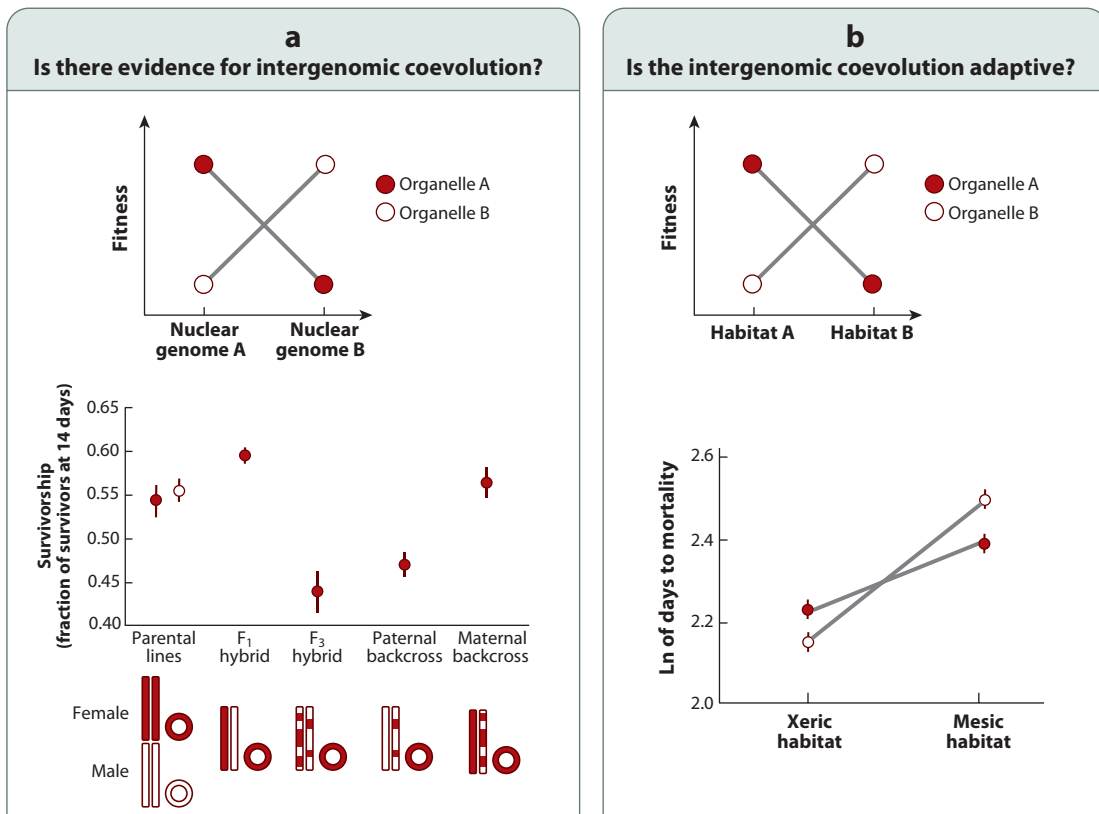 a
Is there evidence for intergenomic coevolution?
Fitness
Organelle A
Organelle B
Nuclear
genome A
Nuclear
genome B
Survivorship
(fraction of survivors at 14 days)
0.65
0.60
0.55
0.50
0.45
0.40
Parental
lines
F₁
hybrid
F₃
hybrid
Paternal
backcross
Maternal
backcross
Female
Male
b
Is the intergenomic coevolution adaptive?
Fitness
Organelle A
Organelle B
Habitat A
Habitat B
Ln of days to mortality
2.6
2.4
2.2
2.0
Xeric
habitat
Mesic
habitat